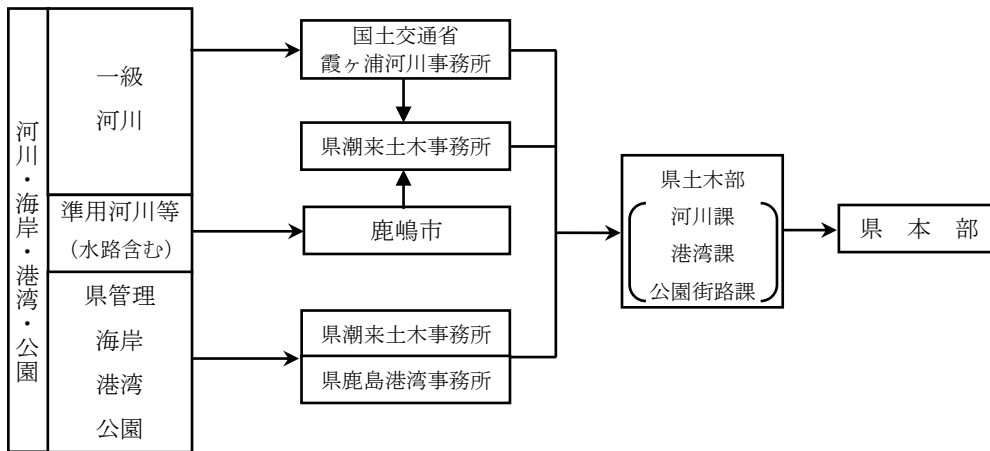 河川・海岸・港湾・公園
一級
河川
準用河川等
(水路含む)
県管理
海岸
港湾
公園
国土交通省
霞ヶ浦河川事務所
県潮来土木事務所
鹿嶋市
県潮来土木事務所
県鹿島港湾事務所
県土木部
河川課
港湾課
公園街路課
県 本 部